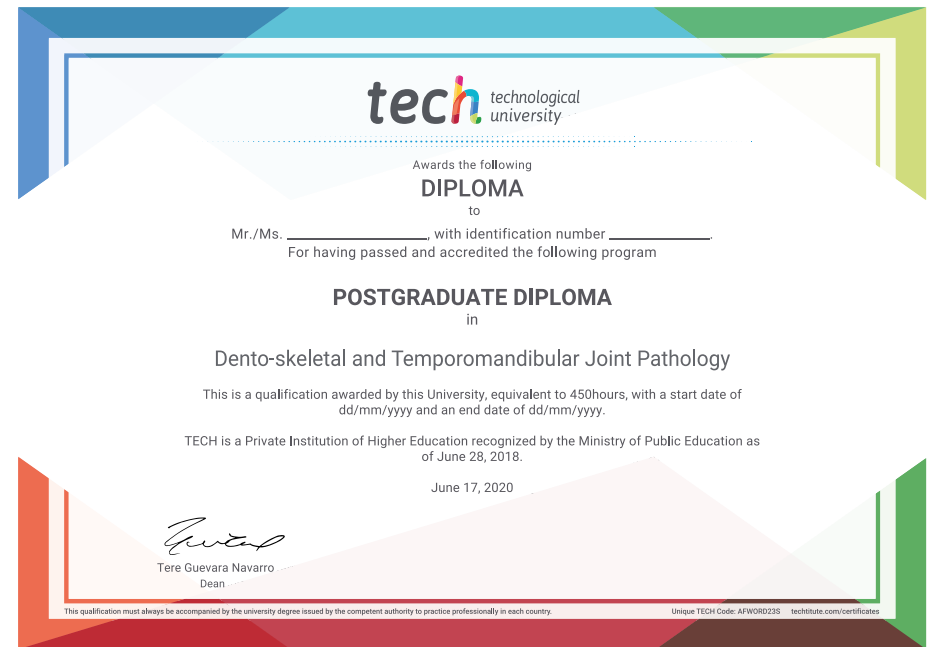 tech technological
university
Awards the following
DIPLOMA
to
Mr./Ms. ____________________, with identification number ______________.
For having passed and accredited the following program
POSTGRADUATE DIPLOMA
in
Dento-skeletal and Temporomandibular Joint Pathology
This is a qualification awarded by this University, equivalent to 450hours, with a start date of
dd/mm/yyyy and an end date of dd/mm/yyyy.
TECH is a Private Institution of Higher Education recognized by the Ministry of Public Education as
of June 28, 2018.
June 17, 2020
Tere Guevara Navarro
Dean
This qualification must always be accompanied by the university degree issued by the competent authority to practice professionally in each country. Unique TECH Code: AFWORD23S techtitute.com/certificates